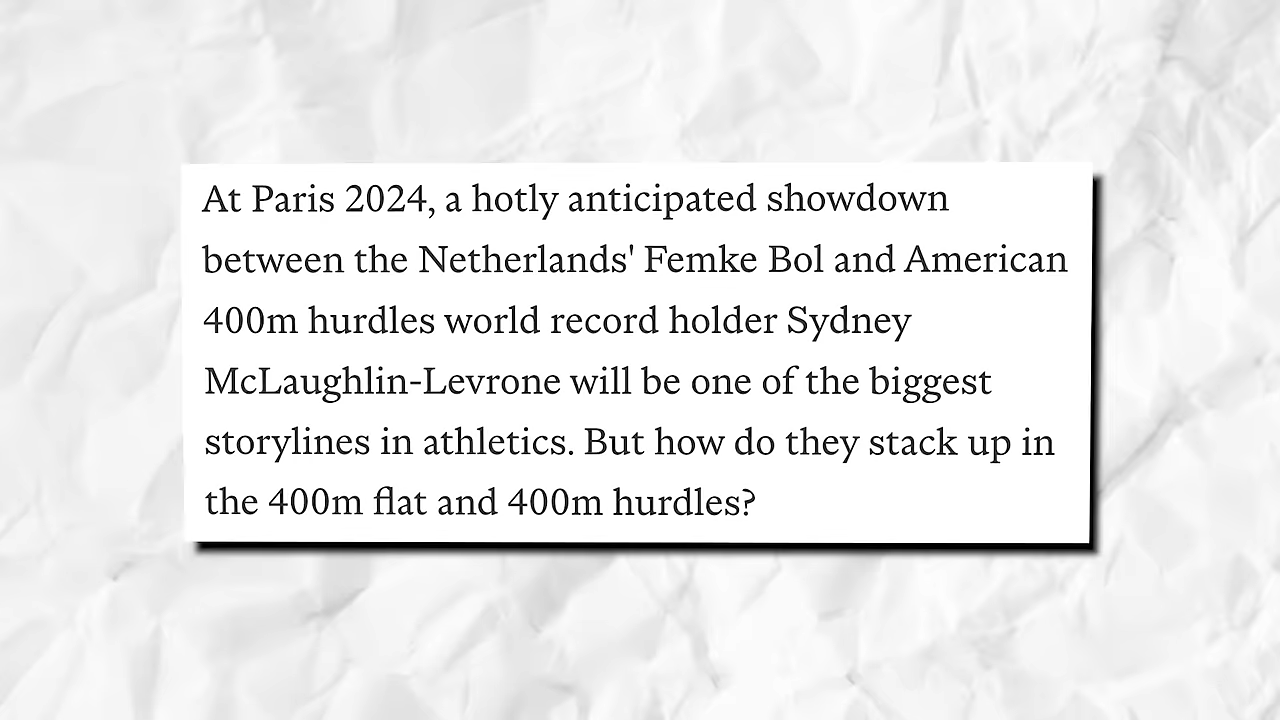 At Paris 2024, a hotly anticipated showdown
between the Netherlands' Femke Bol and American
400m hurdles world record holder Sydney
McLaughlin-Levrone will be one of the biggest
storylines in athletics. But how do they stack up in
the 400m flat and 400m hurdles?